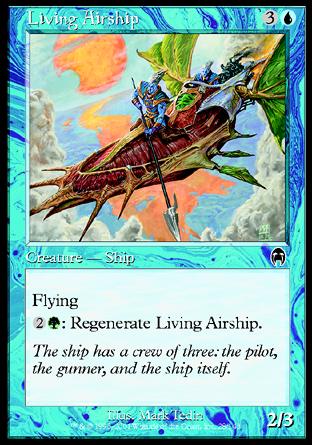 Living Airship 3
Creature — Ship
Flying
2 : Regenerate Living Airship.
The ship has a crew of three: the pilot,
the gunner, and the ship itself.
Illus. Mark Tedin
2/3